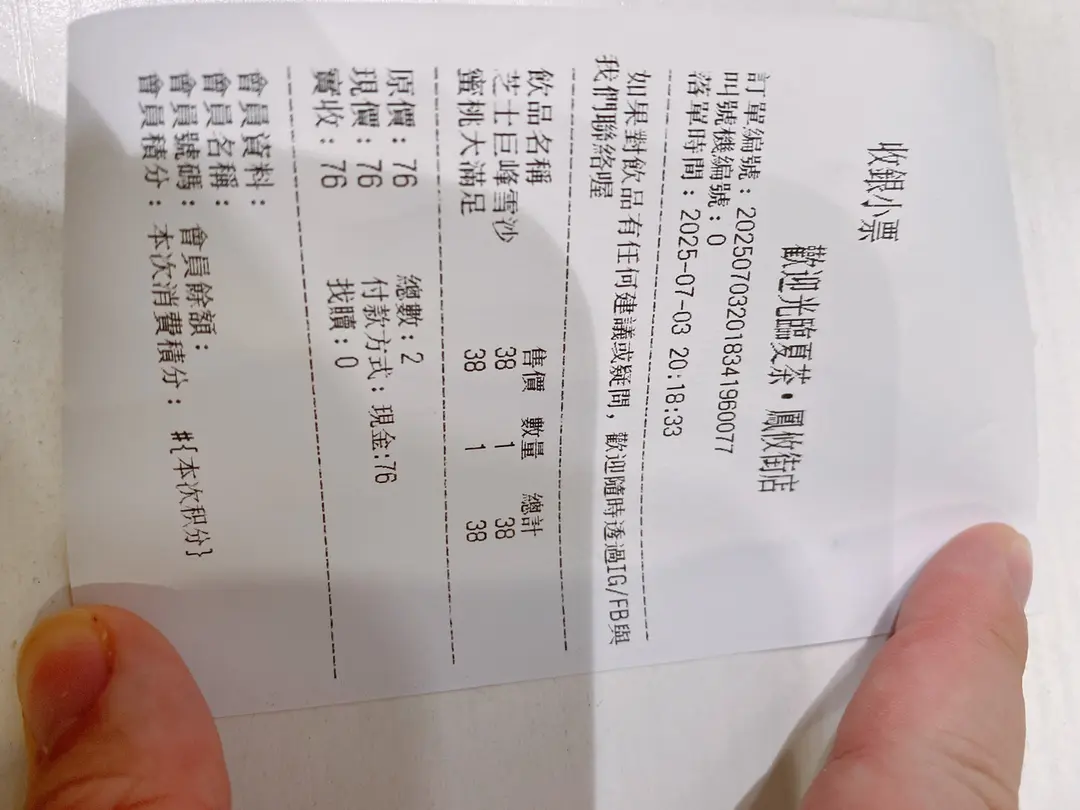 收銀小票
歡迎光臨夏茶·鳳攸街店
訂單編號：20250703201834196 0077
叫號機編號：0
落單時間：2025-07-03 20:18:33
如果對飲品有任何建議或疑問，歡迎隨時透過IG/FB與
我們聯絡喔
飲品名稱 售價 數量 總計
芝士巨峰雪沙 38 1 38
蜜桃大滿足 38 1 38
原價：76 總數：2
現價：76 付款方式：現金:76
實收：76 找贖：0
會員資料：
會員名稱：
會員號碼： 會員餘額：
會員積分： 本次消費積分： #{本次积分}